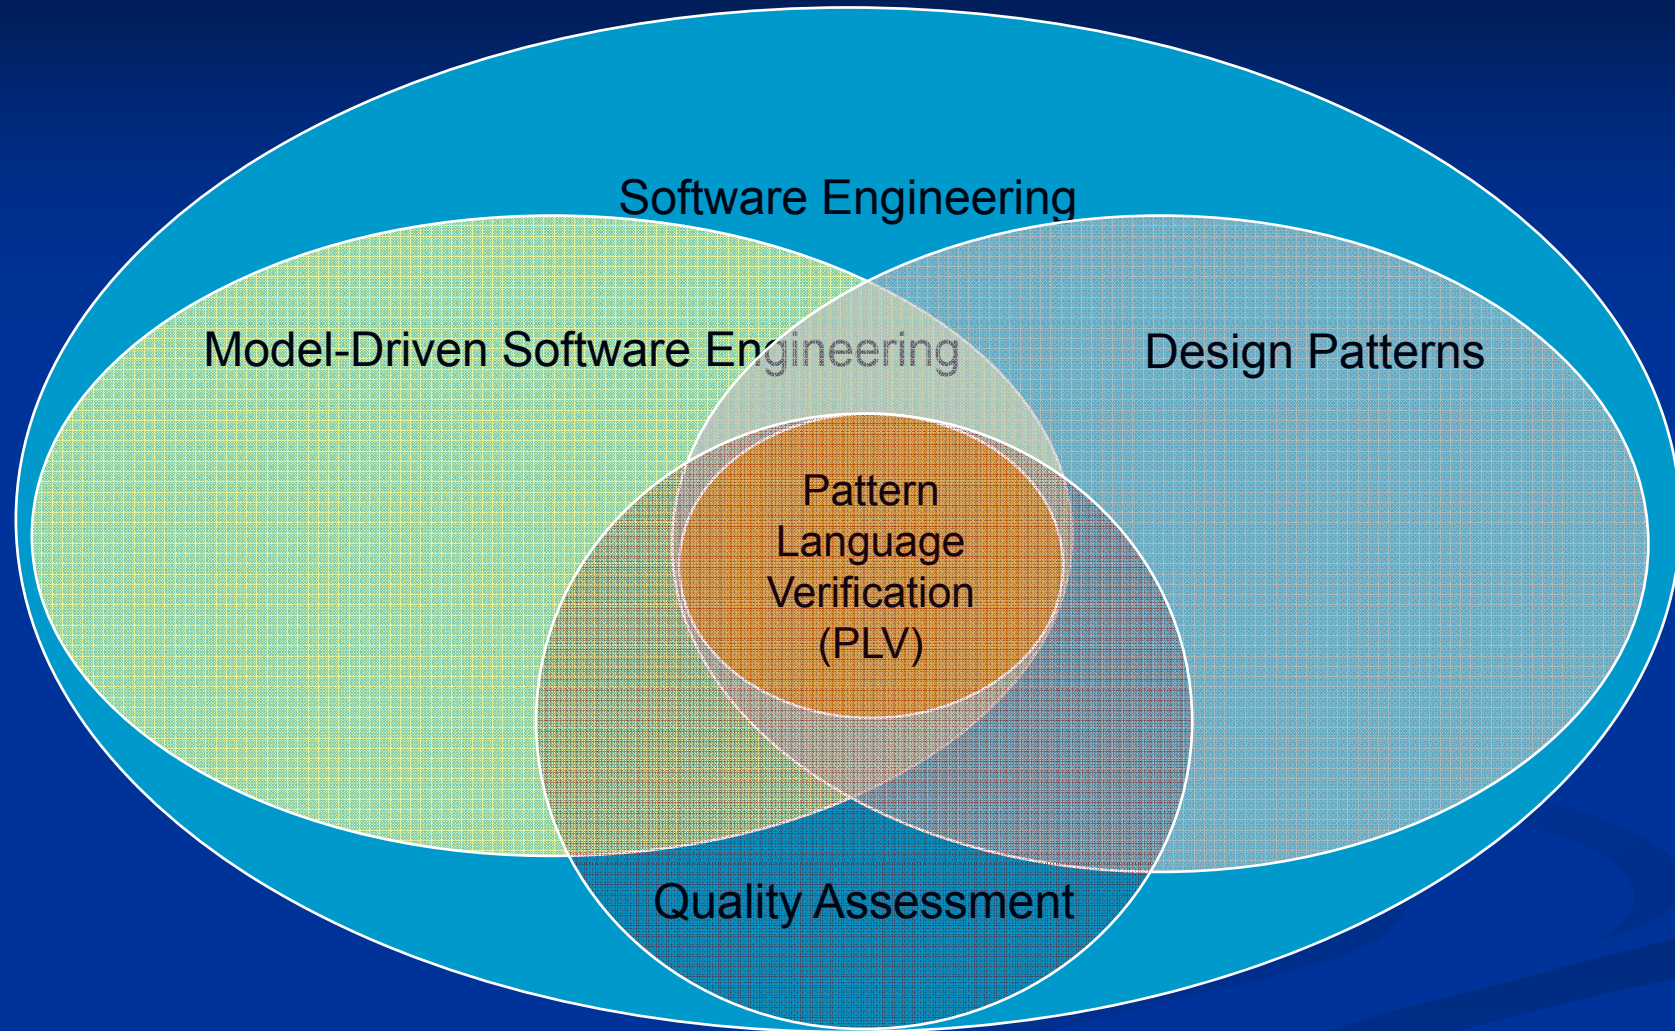 Software Engineering
Model-Driven Software Engineering
Design Patterns
Pattern
Language
Verification
(PLV)
Quality Assessment